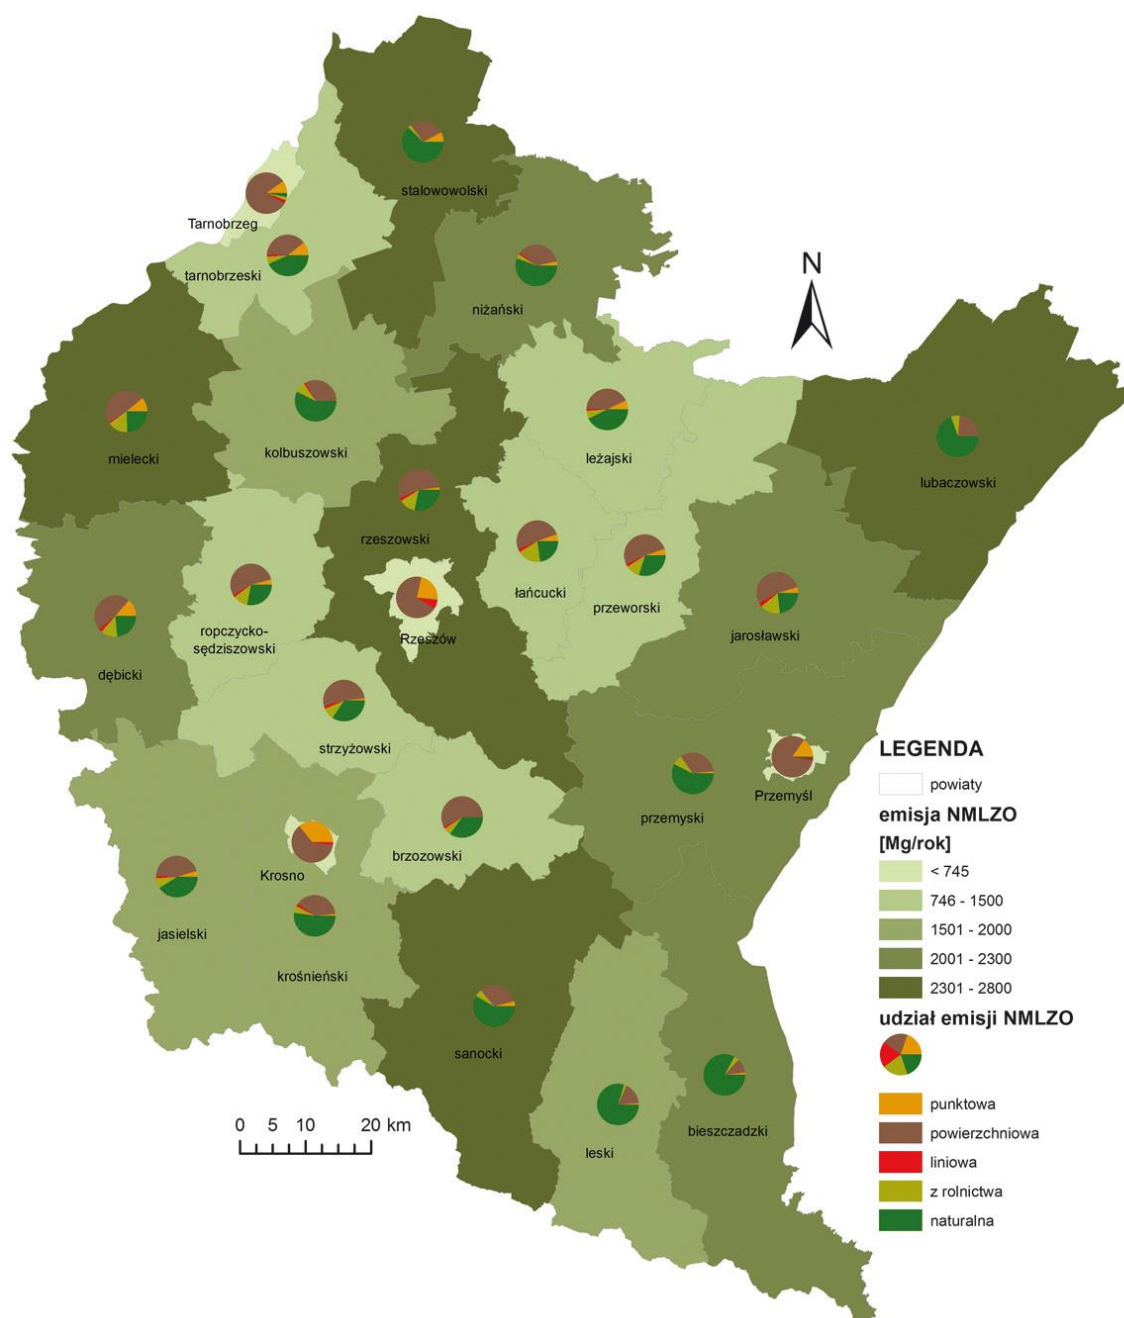 stalowowolski
Tarnobrzeg
tarnobrzeski
niżański
N
mielecki
kolbuszowski
leżajski
lubaczowski
rzeszowski
łańcucki
przeworski
jarosławski
ropczycko-
sędziszowski
Rzeszów
dębicki
strzyżowski
przemyski
Przemyśl
brzozowski
Krosno
jasielski
krośnieński
sanocki
leski
bieszczadzki
0 5 10 20 km
LEGENDA
powiaty
emisja NMLZO
[Mg/rok]
< 745
746 - 1500
1501 - 2000
2001 - 2300
2301 - 2800
udział emisji NMLZO
punktowa
powierzchniowa
liniowa
z rolnictwa
naturalna